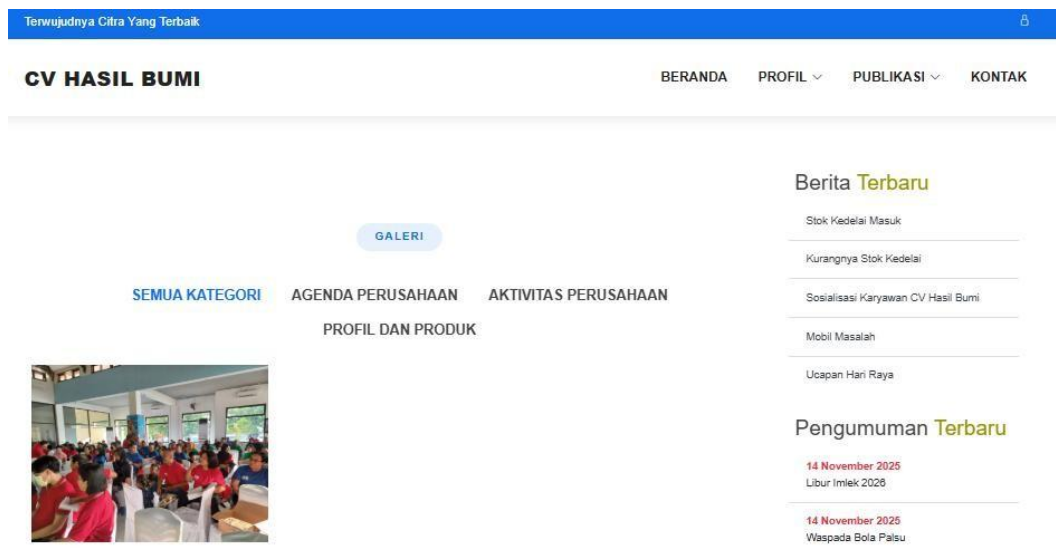 Terwujudnya Citra Yang Terbaik
CV HASIL BUMI
BERANDA PROFIL PUBLIKASI KONTAK
GALERI
SEMUA KATEGORI AGENDA PERUSAHAAN AKTIVITAS PERUSAHAAN
PROFIL DAN PRODUK
Berita Terbaru
Stok Kedelai Masuk
Kurangnya Stok Kedelai
Sosialisasi Karyawan CV Hasil Bumi
Mobil Masalah
Ucapan Hari Raya
Pengumuman Terbaru
14 November 2025
Libur Imlek 2026
14 November 2025
Waspada Bola Palsu